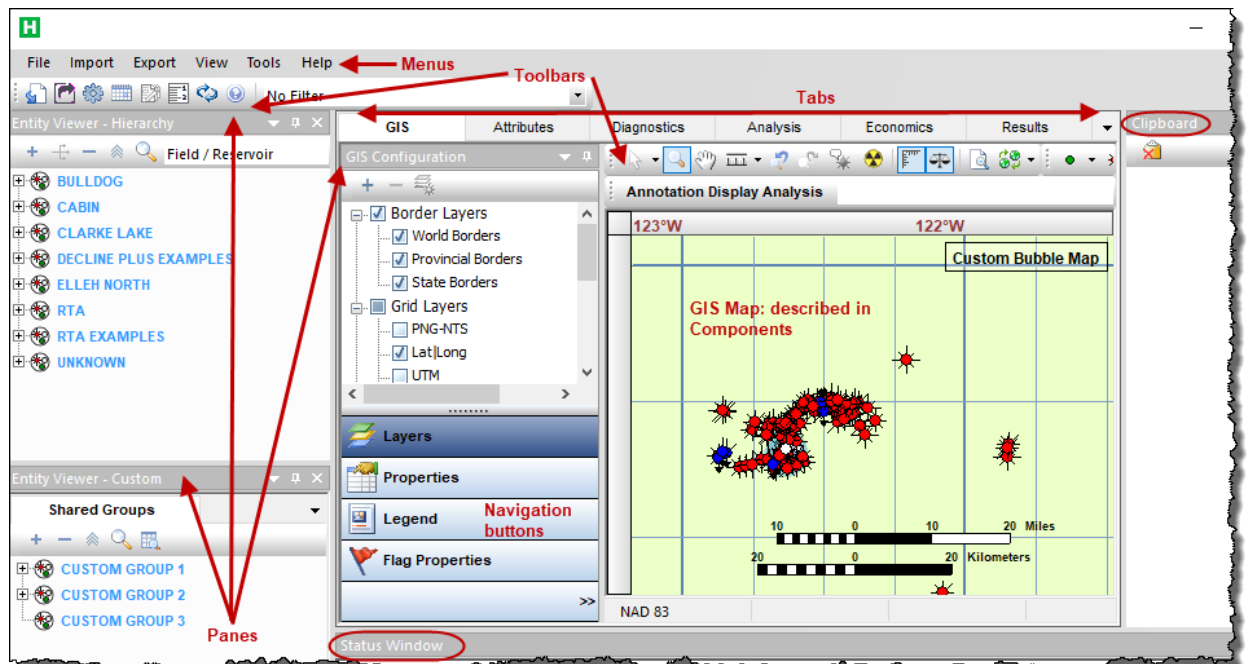 H
File Import Export View Tools Help
Menus
Toolbars
No Filter
Tabs
Entity Viewer - Hierarchy
GIS Attributes Diagnostics Analysis Economics Results
Clipboard
Field / Reservoir
GIS Configuration
BULLDOG
CABIN
CLARKE LAKE
DECLINE PLUS EXAMPLES
ELLEH NORTH
RTA
RTA EXAMPLES
UNKNOWN
Border Layers
World Borders
Provincial Borders
State Borders
Grid Layers
PNG-NTS
Lat|Long
UTM
Annotation Display Analysis
123°W 122°W
Custom Bubble Map
GIS Map: described in
Components
Layers
Properties
Legend
Flag Properties
>>
Navigation
buttons
10 0 10 20 Miles
20 0 20 Kilometers
NAD 83
Entity Viewer - Custom
Shared Groups
CUSTOM GROUP 1
CUSTOM GROUP 2
CUSTOM GROUP 3
Panes
Status Window